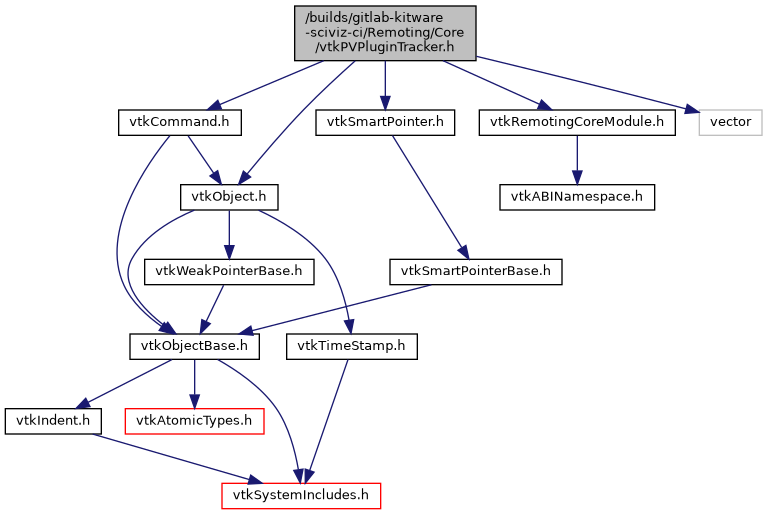 /builds/gitlab-kitware
-sciviz-ci/Remoting/Core
/vtkPVPluginTracker.h
vtkCommand.h
vtkSmartPointer.h
vtkRemotingCoreModule.h
vector
vtkObject.h
vtkABINamespace.h
vtkWeakPointerBase.h
vtkSmartPointerBase.h
vtkObjectBase.h
vtkTimeStamp.h
vtkIndent.h
vtkAtomicTypes.h
vtkSystemIncludes.h